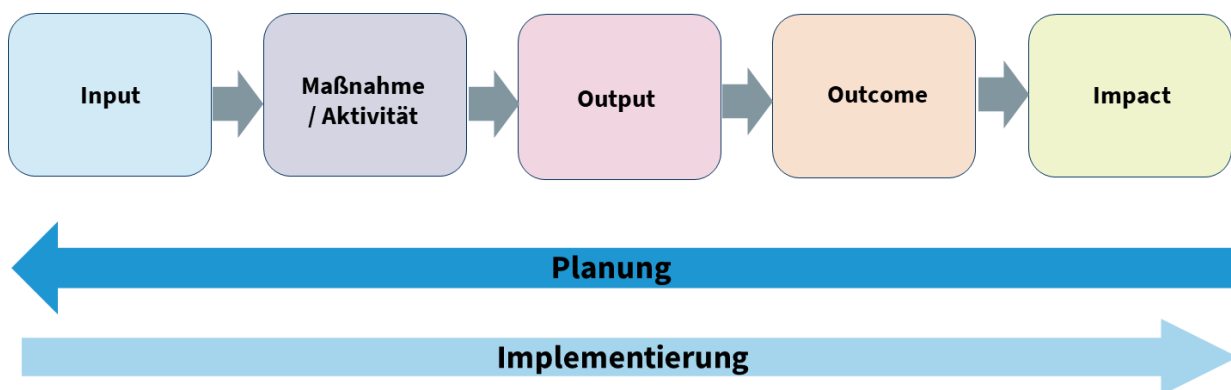 Input
Maßnahme
/ Aktivität
Output
Outcome
Impact
Planung
Implementierung